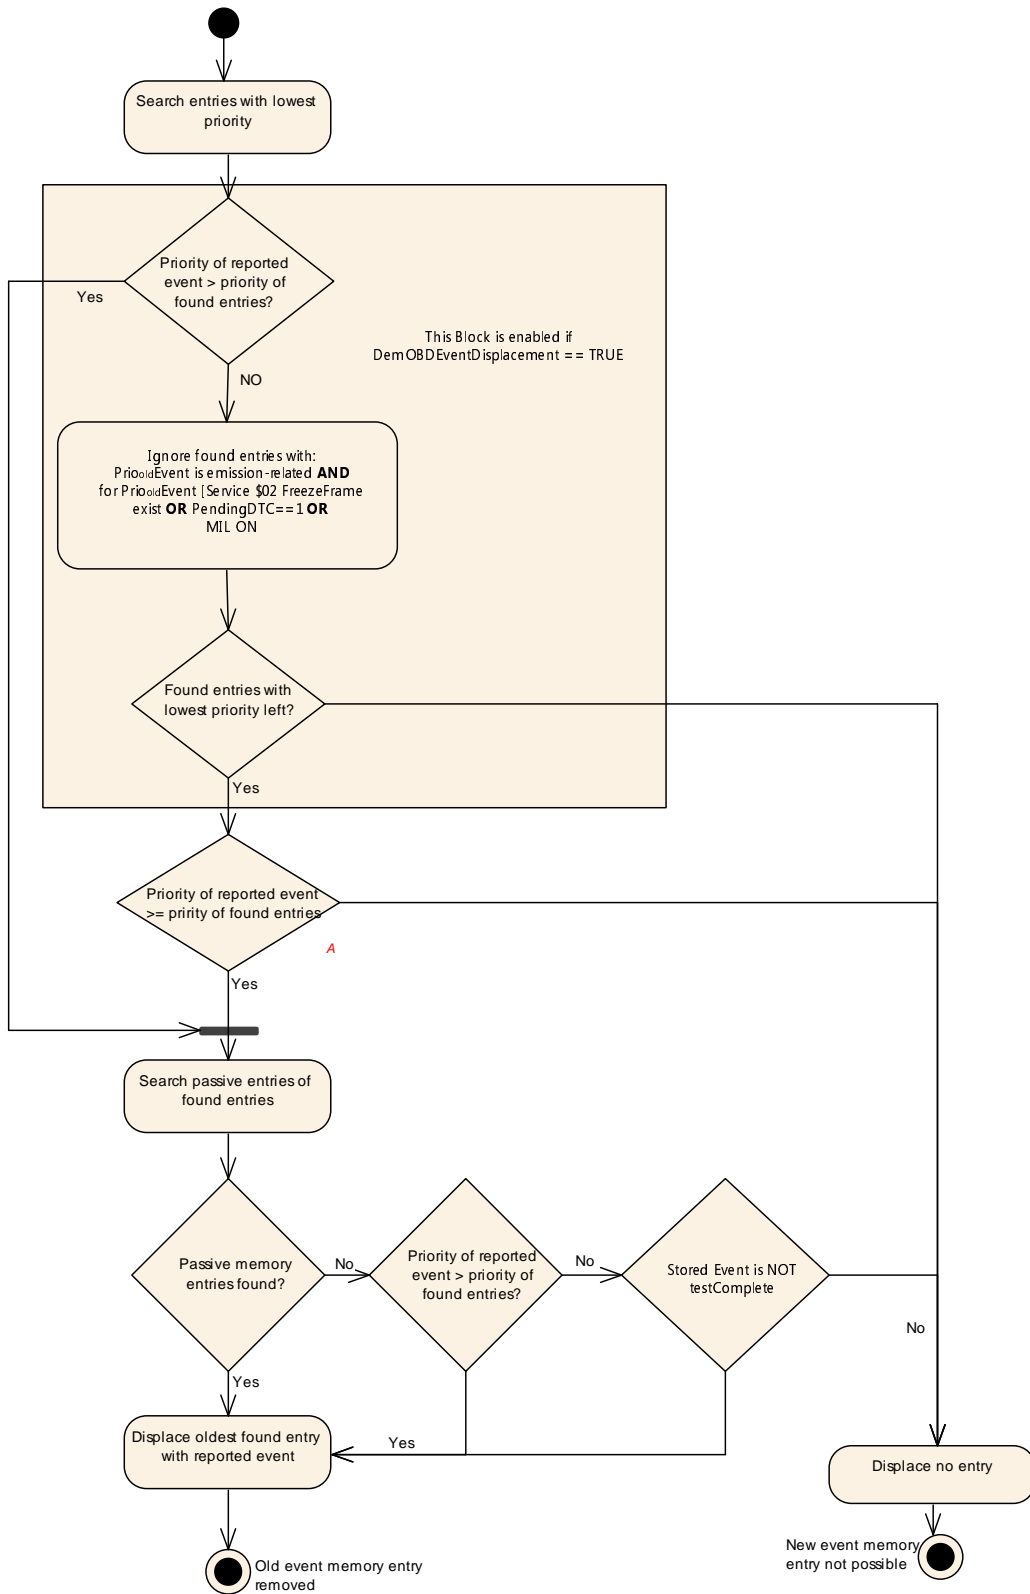 Search entries with lowest
priority
Priority of reported
event > priority of
found entries?
Yes
This Block is enabled if
DemOBDEventDisplacement == TRUE
NO
Ignore found entries with:
PriooldEvent is emission-related AND
for PriooldEvent [Service $02 FreezeFrame
exist OR PendingDTC==1 OR
MIL ON
Found entries with
lowest priority left?
Yes
Priority of reported event
>= pririty of found entries
A
Yes
Search passive entries of
found entries
Passive memory
entries found?
No
Priority of reported
event > priority of
found entries?
No
Stored Event is NOT
testComplete
No
Yes
Displace oldest found entry
with reported event
Yes
Displace no entry
Old event memory entry
removed
New event memory
entry not possible